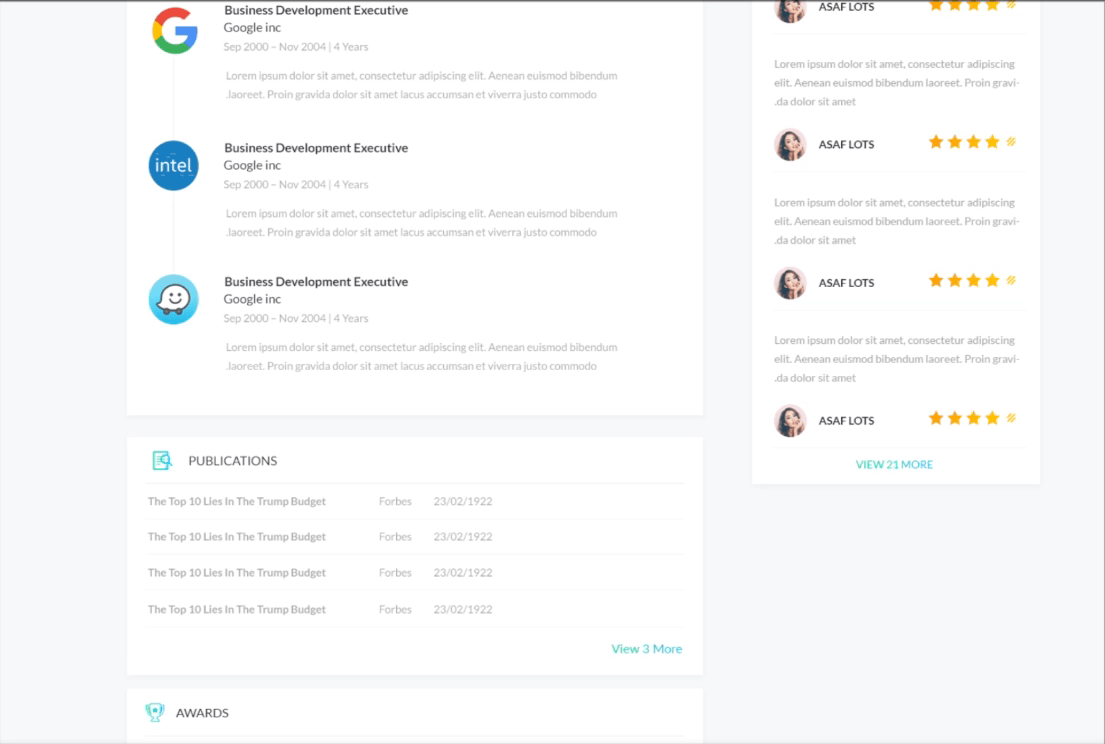 Business Development Executive
Google inc
Sep 2000 – Nov 2004 | 4 Years
Lorem ipsum dolor sit amet, consectetur adipiscing elit. Aenean euismod bibendum
.laoreet. Proin gravida dolor sit amet lacus accumsan et viverra justo commodo
intel
Business Development Executive
Google inc
Sep 2000 – Nov 2004 | 4 Years
Lorem ipsum dolor sit amet, consectetur adipiscing elit. Aenean euismod bibendum
.laoreet. Proin gravida dolor sit amet lacus accumsan et viverra justo commodo
Business Development Executive
Google inc
Sep 2000 – Nov 2004 | 4 Years
Lorem ipsum dolor sit amet, consectetur adipiscing elit. Aenean euismod bibendum
.laoreet. Proin gravida dolor sit amet lacus accumsan et viverra justo commodo
PUBLICATIONS
The Top 10 Lies In The Trump Budget Forbes 23/02/1922
The Top 10 Lies In The Trump Budget Forbes 23/02/1922
The Top 10 Lies In The Trump Budget Forbes 23/02/1922
The Top 10 Lies In The Trump Budget Forbes 23/02/1922
View 3 More
AWARDS
ASAF LOTS
Lorem ipsum dolor sit amet, consectetur adipiscing
elit. Aenean euismod bibendum laoreet. Proin gravi-
.da dolor sit amet
ASAF LOTS
Lorem ipsum dolor sit amet, consectetur adipiscing
elit. Aenean euismod bibendum laoreet. Proin gravi-
.da dolor sit amet
ASAF LOTS
Lorem ipsum dolor sit amet, consectetur adipiscing
elit. Aenean euismod bibendum laoreet. Proin gravi-
.da dolor sit amet
ASAF LOTS
VIEW 21 MORE